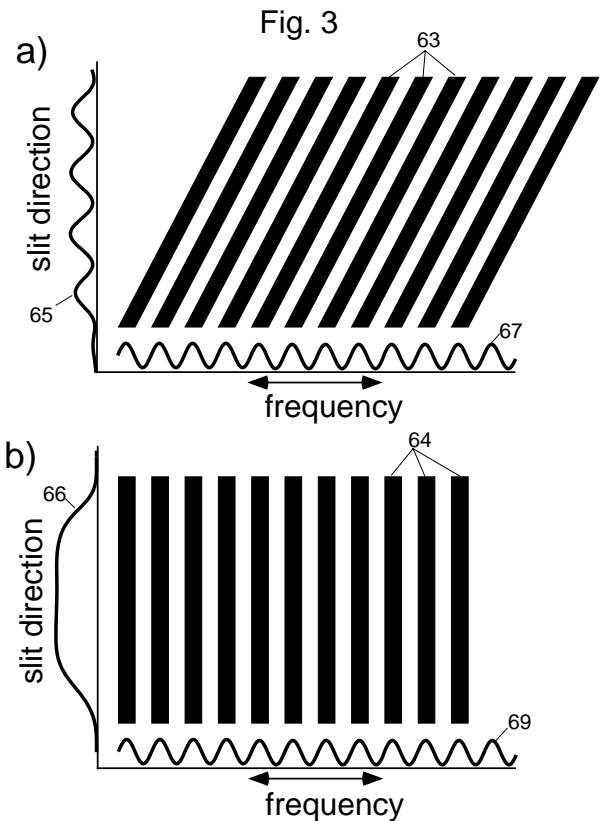 Fig. 3
a)
63
slit direction
65
67
frequency
b)
64
66
slit direction
69
frequency